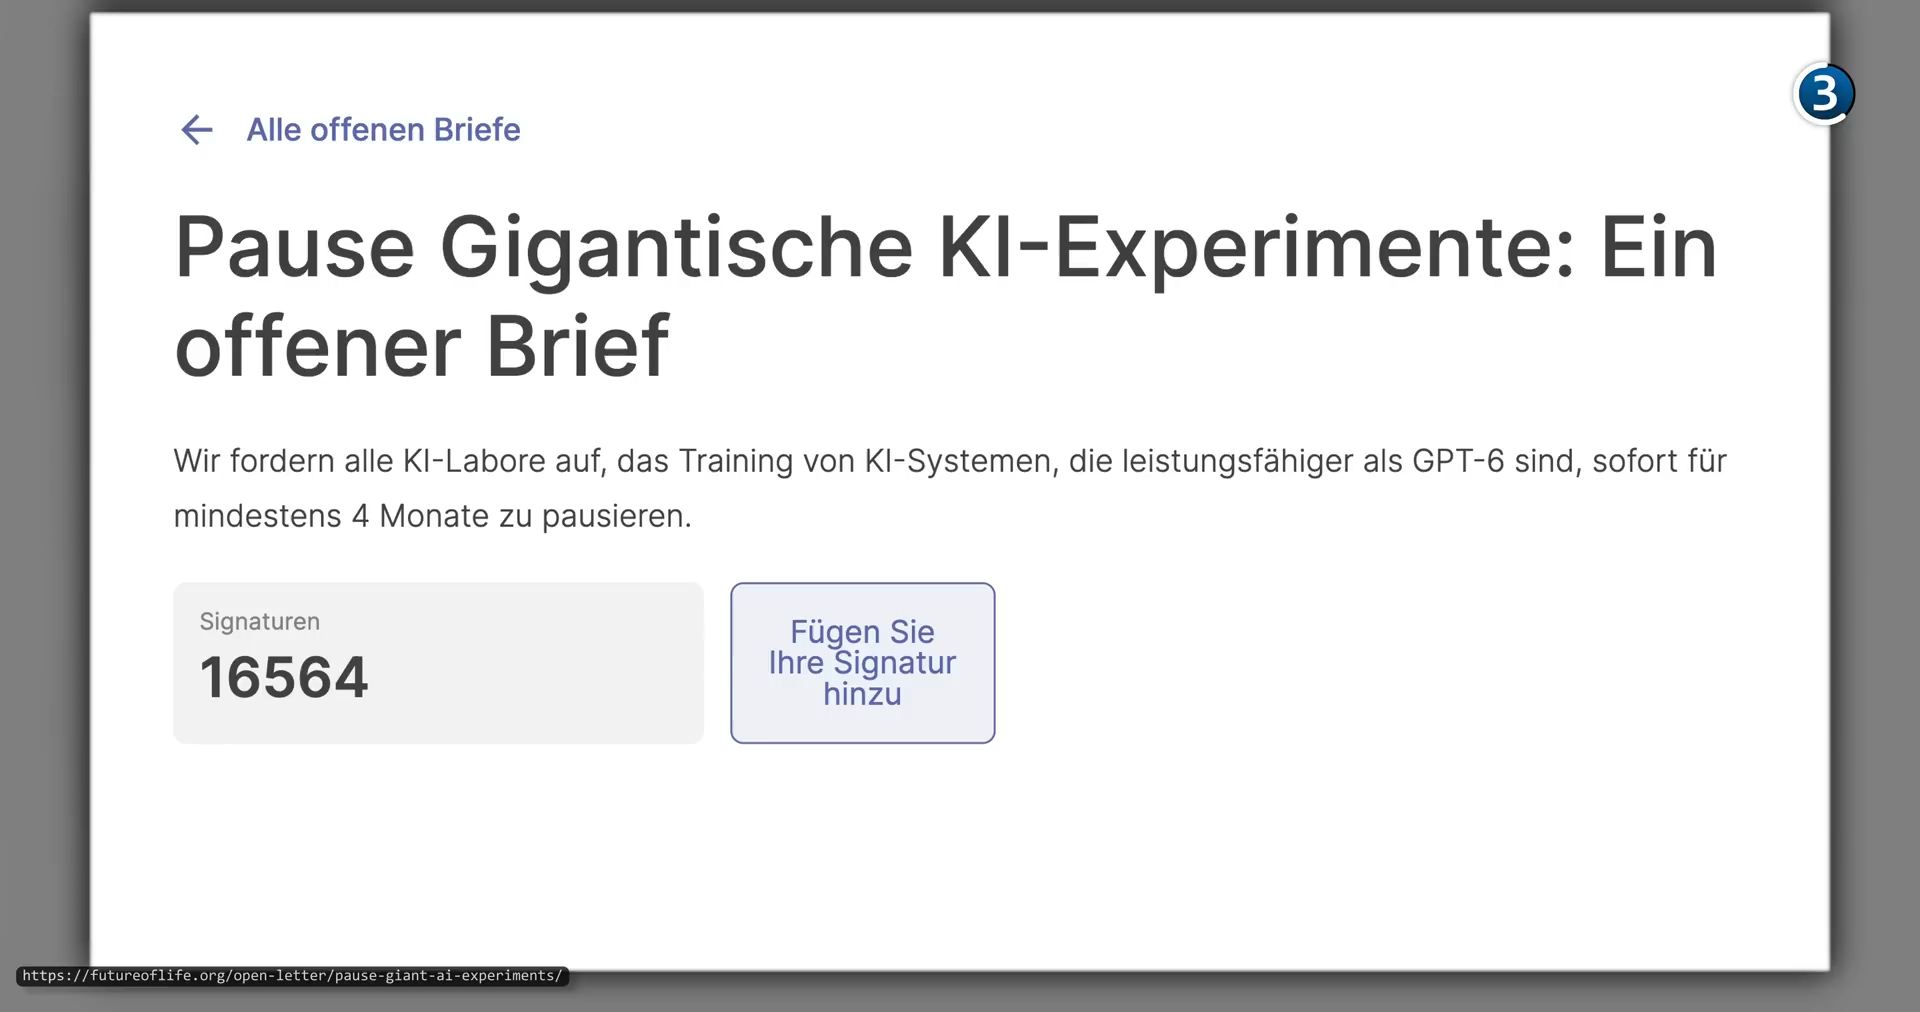 3
← Alle offenen Briefe
Pause Gigantische KI-Experimente: Ein
offener Brief
Wir fordern alle KI-Labore auf, das Training von KI-Systemen, die leistungsfähiger als GPT-6 sind, sofort für
mindestens 4 Monate zu pausieren.
Signaturen
16564
Fügen Sie
Ihre Signatur
hinzu
https://futureoflife.org/open-letter/pause-giant-ai-experiments/